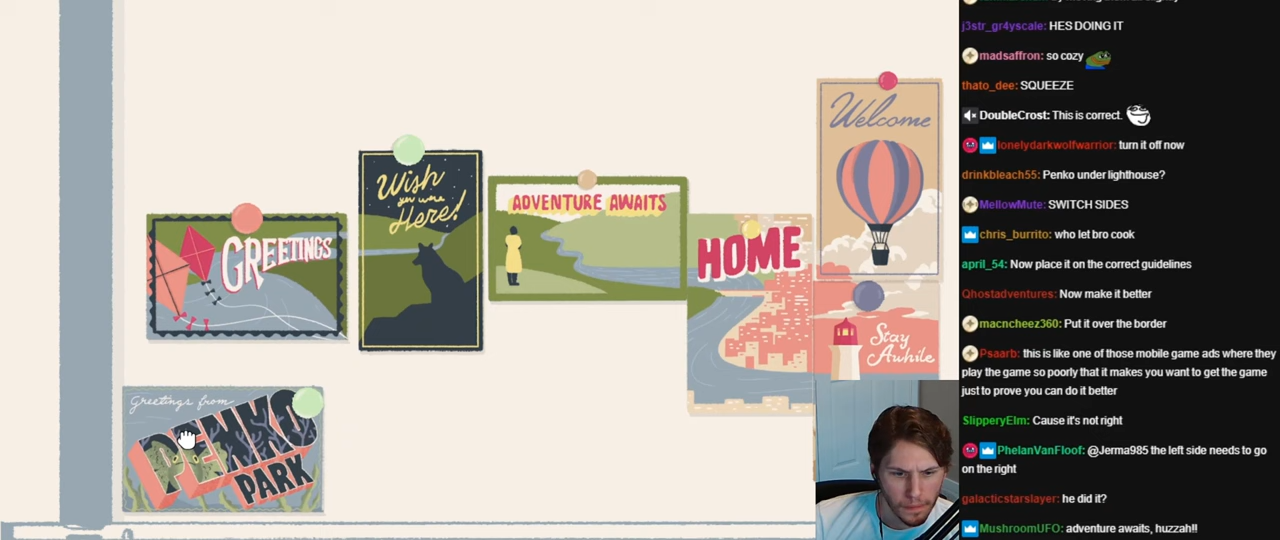 GREETINGS
Wish
you were
Here!
ADVENTURE AWAITS
HOME
Welcome
Stay
Awhile
Greetings from
PENKO
PARK
j3str_gr4yscale: HES DOING IT
madsaffron: so cozy
thato_dee: SQUEEZE
DoubleCrost: This is correct.
lonelydarkwolfwarrior: turn it off now
drinkbleach55: Penko under lighthouse?
MellowMute: SWITCH SIDES
chris_burrito: who let bro cook
april_54: Now place it on the correct guidelines
Qhostadventures: Now make it better
macncheez360: Put it over the border
Psaarb: this is like one of those mobile game ads where they
play the game so poorly that it makes you want to get the game
just to prove you can do it better
SlipperyElm: Cause it's not right
PhelanVanFloof: @Jerma985 the left side needs to go
on the right
galacticstarslayer: he did it?
MushroomUFO: adventure awaits, huzzah!!